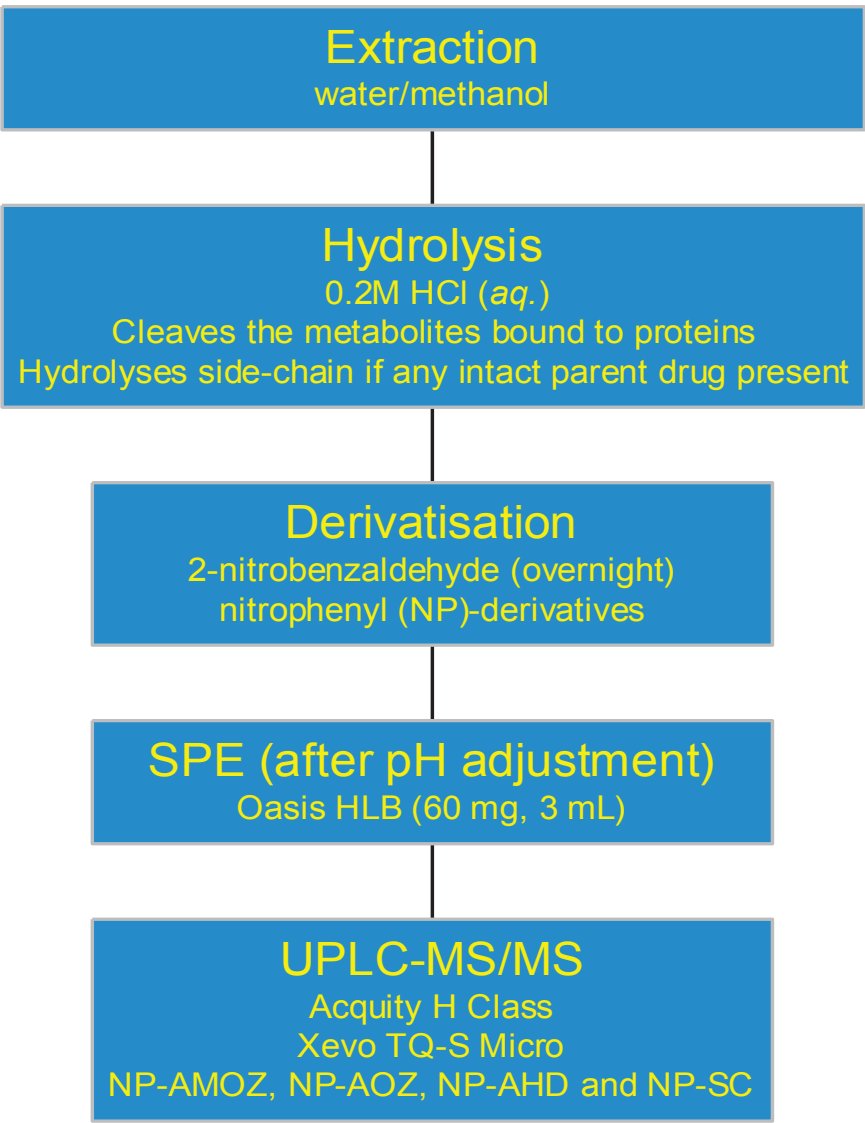 Extraction
water/methanol
Hydrolysis
0.2M HCl (aq.)
Cleaves the metabolites bound to proteins
Hydrolyses side-chain if any intact parent drug present
Derivatisation
2-nitrobenzaldehyde (overnight)
nitrophenyl (NP)-derivatives
SPE (after pH adjustment)
Oasis HLB (60 mg, 3 mL)
UPLC-MS/MS
Acquity H Class
Xevo TQ-S Micro
NP-AMOZ, NP-AOZ, NP-AHD and NP-SC